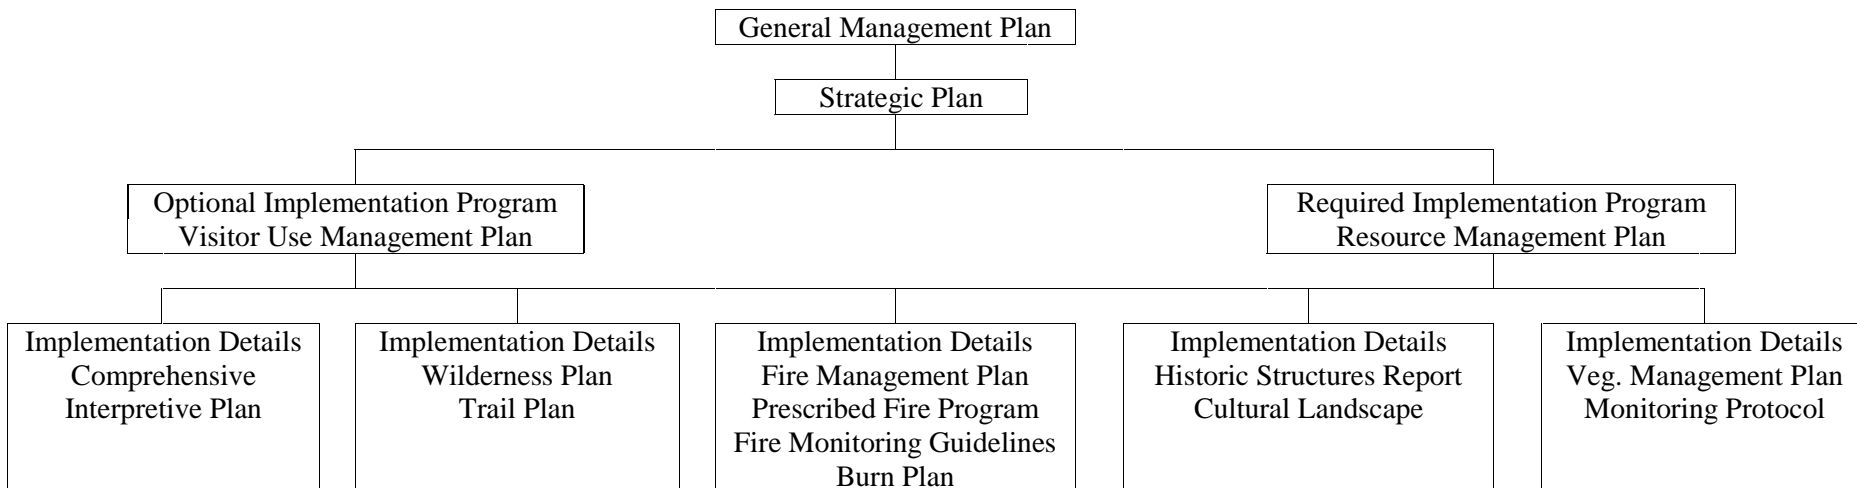 General Management Plan
Strategic Plan
Optional Implementation Program
Visitor Use Management Plan
Required Implementation Program
Resource Management Plan
Implementation Details
Comprehensive
Interpretive Plan
Implementation Details
Wilderness Plan
Trail Plan
Implementation Details
Fire Management Plan
Prescribed Fire Program
Fire Monitoring Guidelines
Burn Plan
Implementation Details
Historic Structures Report
Cultural Landscape
Implementation Details
Veg. Management Plan
Monitoring Protocol